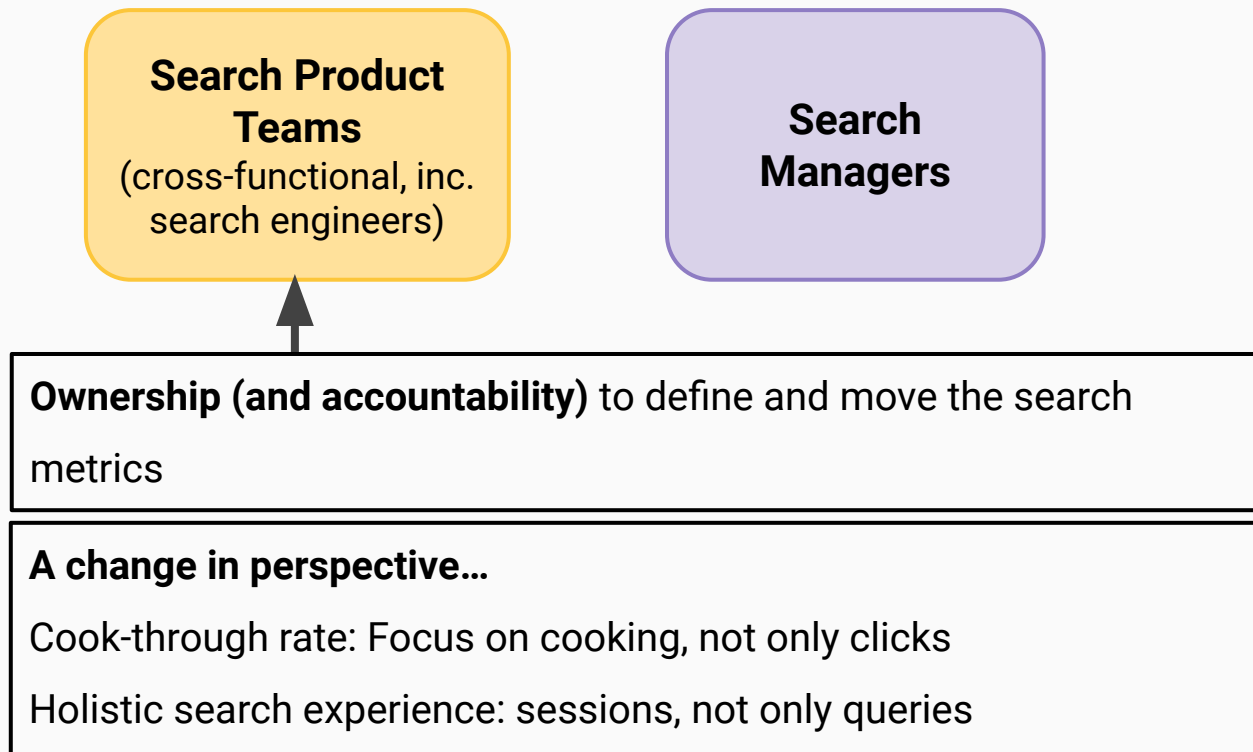 Search Product
Teams
(cross-functional, inc.
search engineers)
Search
Managers
Ownership (and accountability) to define and move the search
metrics
A change in perspective…
Cook-through rate: Focus on cooking, not only clicks
Holistic search experience: sessions, not only queries